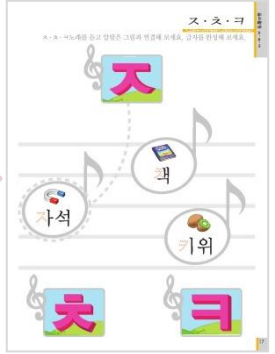 ㅈ·ㅊ·ㅋ
ㅈ·ㅊ·ㅋ노래를 듣고 알맞은 그림과 연결해 보세요. 글자를 완성해 보세요.
ㅈ
책
자석
키위
ㅊ
ㅋ
17